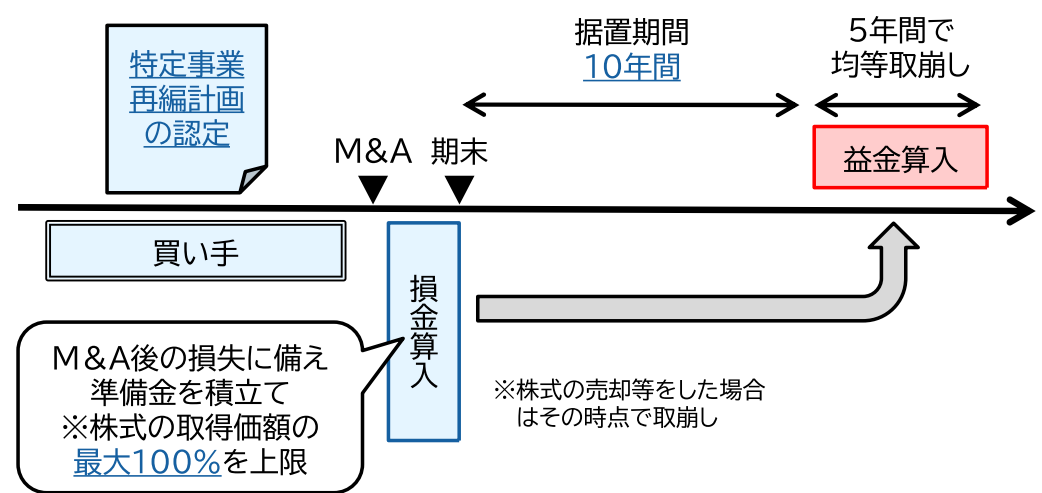 特定事業
再編計画
の認定
M&A
期末
据置期間
10年間
5年間で
均等取崩し
益金算入
買い手
損金算入
M&A後の損失に備え
準備金を積立て
※株式の取得価額の
最大100%を上限
※株式の売却等をした場合
はその時点で取崩し